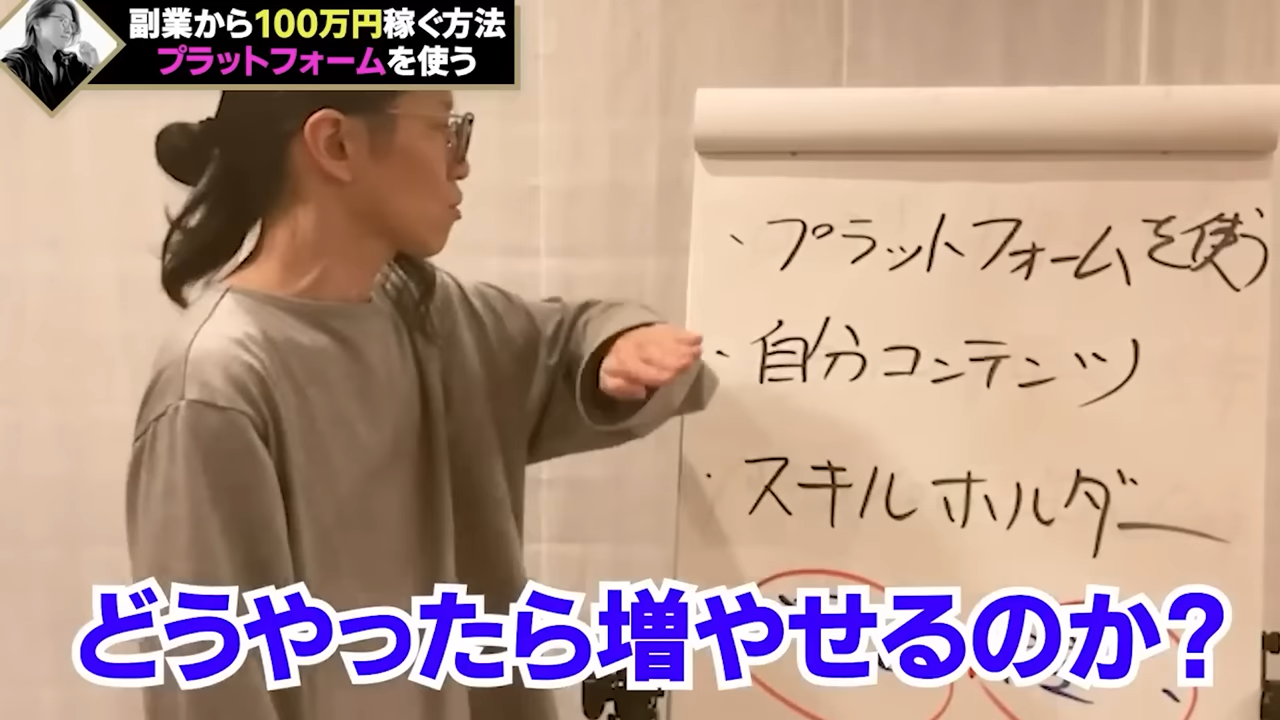 副業から100万円稼ぐ方法
プラットフォームを使う
・プラットフォームを使う
・自分コンテンツ
・スキルホルダー
どうやったら増やせるのか?